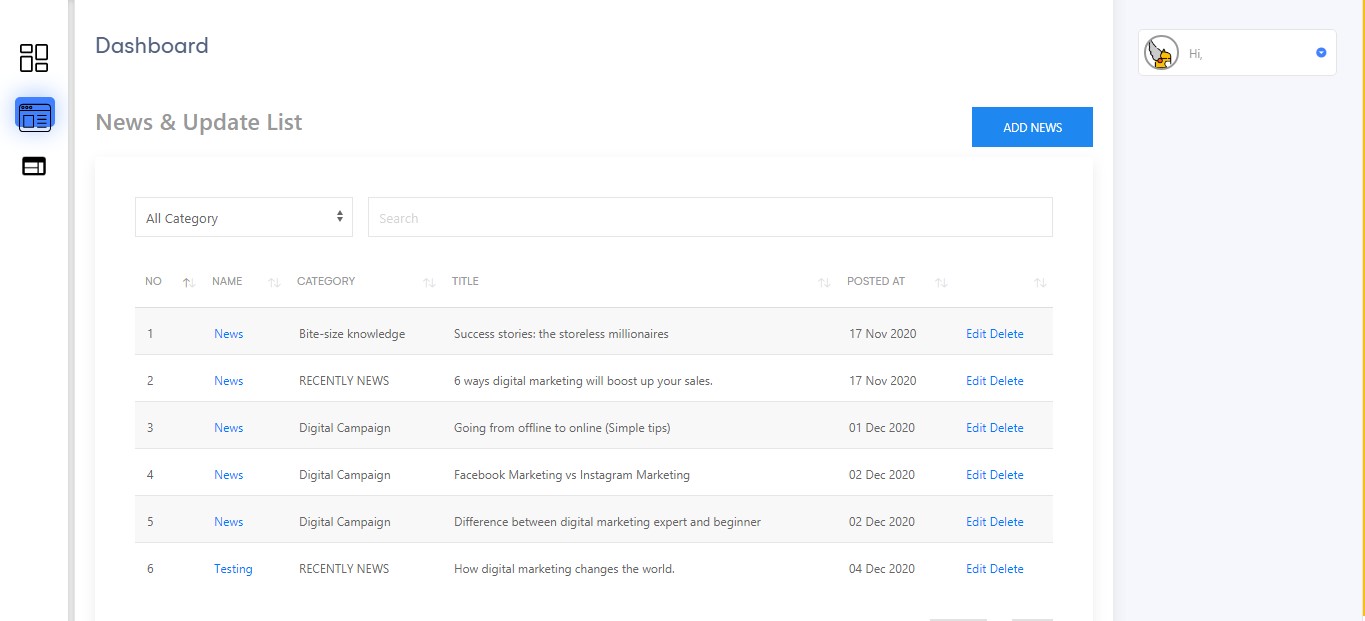 Dashboard
Hi,
News & Update List
ADD NEWS
All Category
Search
NO NAME CATEGORY TITLE POSTED AT
1 News Bite-size knowledge Success stories: the storeless millionaires 17 Nov 2020 Edit Delete
2 News RECENTLY NEWS 6 ways digital marketing will boost up your sales. 17 Nov 2020 Edit Delete
3 News Digital Campaign Going from offline to online (Simple tips) 01 Dec 2020 Edit Delete
4 News Digital Campaign Facebook Marketing vs Instagram Marketing 02 Dec 2020 Edit Delete
5 News Digital Campaign Difference between digital marketing expert and beginner 02 Dec 2020 Edit Delete
6 Testing RECENTLY NEWS How digital marketing changes the world. 04 Dec 2020 Edit Delete